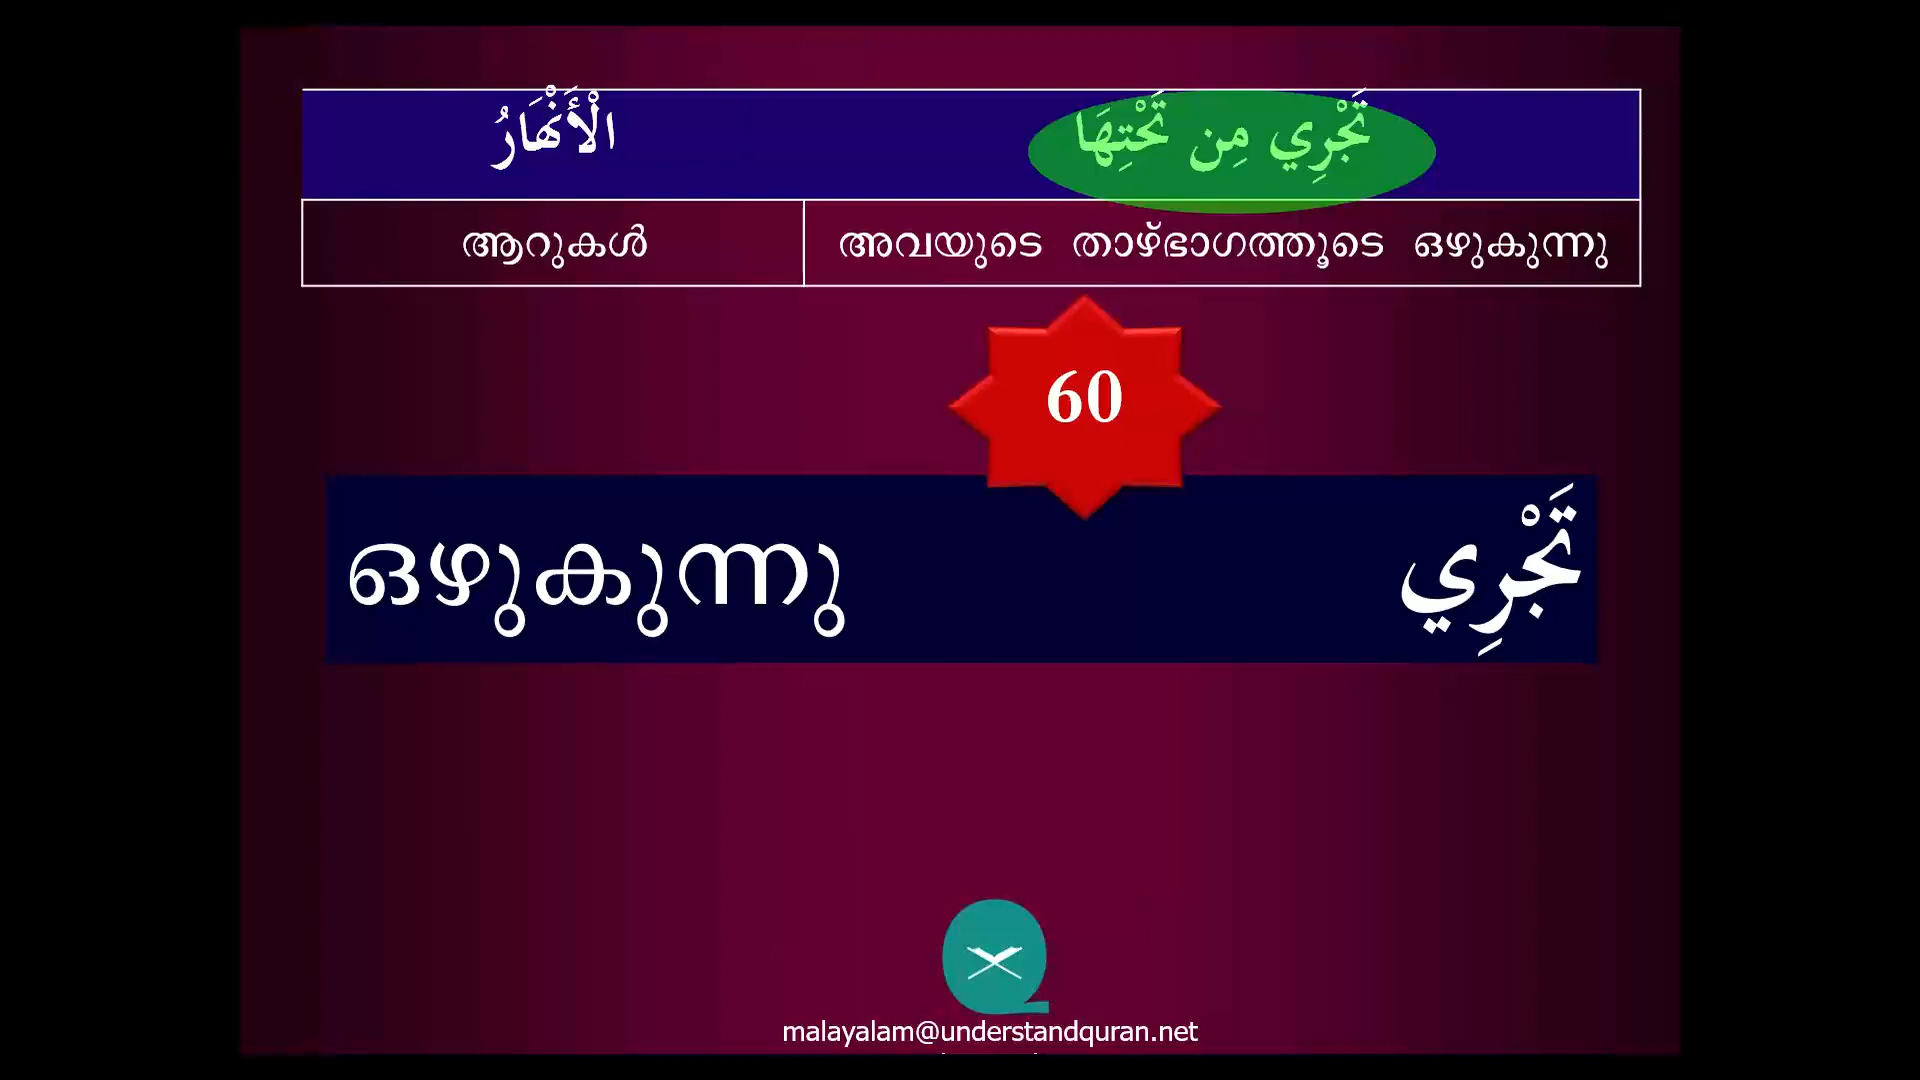 تَجْرِي مِن تَحْتِهَا الْأَنْهَارُ
അവയുടെ താഴ്ഭാഗത്തൂടെ ഒഴുകുന്നു ആറുകൾ
60
ഒഴുകുന്നു تَجْرِي
malayalam@understandquran.net